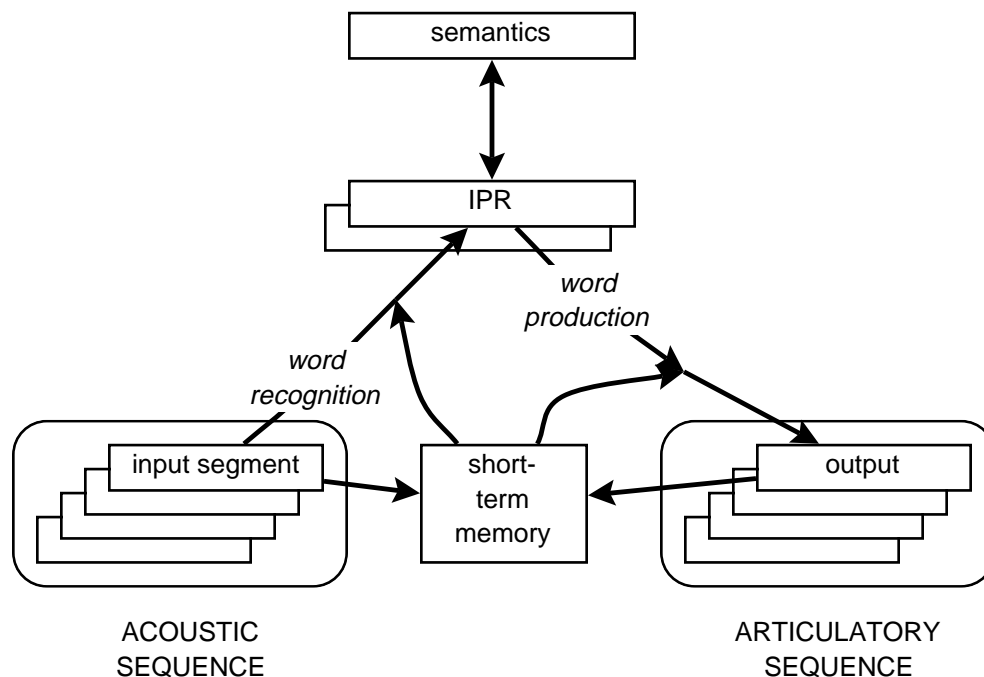 semantics
IPR
word
production
word
recognition
input segment
short-
term
memory
output
ACOUSTIC
SEQUENCE
ARTICULATORY
SEQUENCE